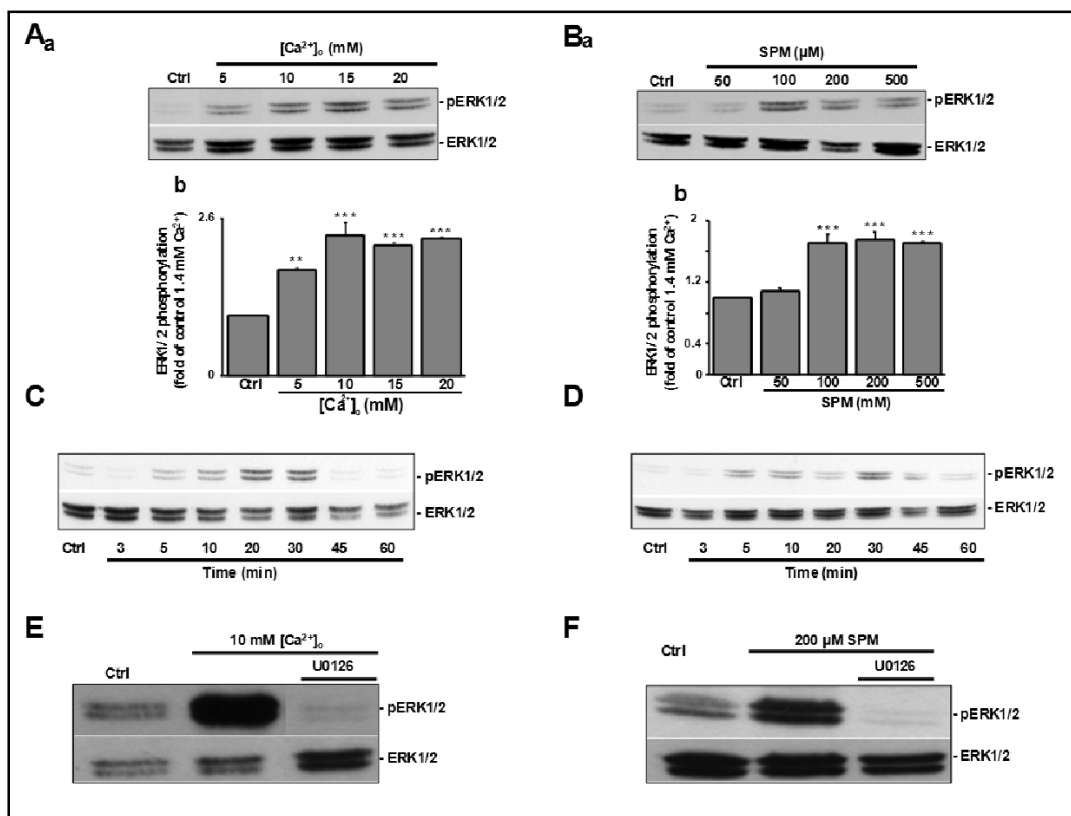 Aa
[Ca²⁺]ₒ (mM)
Ctrl 5 10 15 20
- pERK1/2
- ERK1/2
b
ERK1/ 2 phosphorylation
(fold of control 1.4 mM Ca²⁺)
2.6
0
** *** *** ***
Ctrl 5 10 15 20
[Ca²⁺]ₒ (mM)
Ba
SPM (µM)
Ctrl 50 100 200 500
- pERK1/2
- ERK1/2
b
ERK1/ 2 phosphorylation
(fold of control 1.4 mM Ca²⁺)
2
1.2
0.4
0
*** *** ***
Ctrl 50 100 200 500
SPM (mM)
C
- pERK1/2
- ERK1/2
Ctrl 3 5 10 20 30 45 60
Time (min)
D
- pERK1/2
- ERK1/2
Ctrl 3 5 10 20 30 45 60
Time (min)
E
10 mM [Ca²⁺]ₒ
Ctrl
U0126
- pERK1/2
- ERK1/2
F
200 µM SPM
Ctrl
U0126
- pERK1/2
- ERK1/2